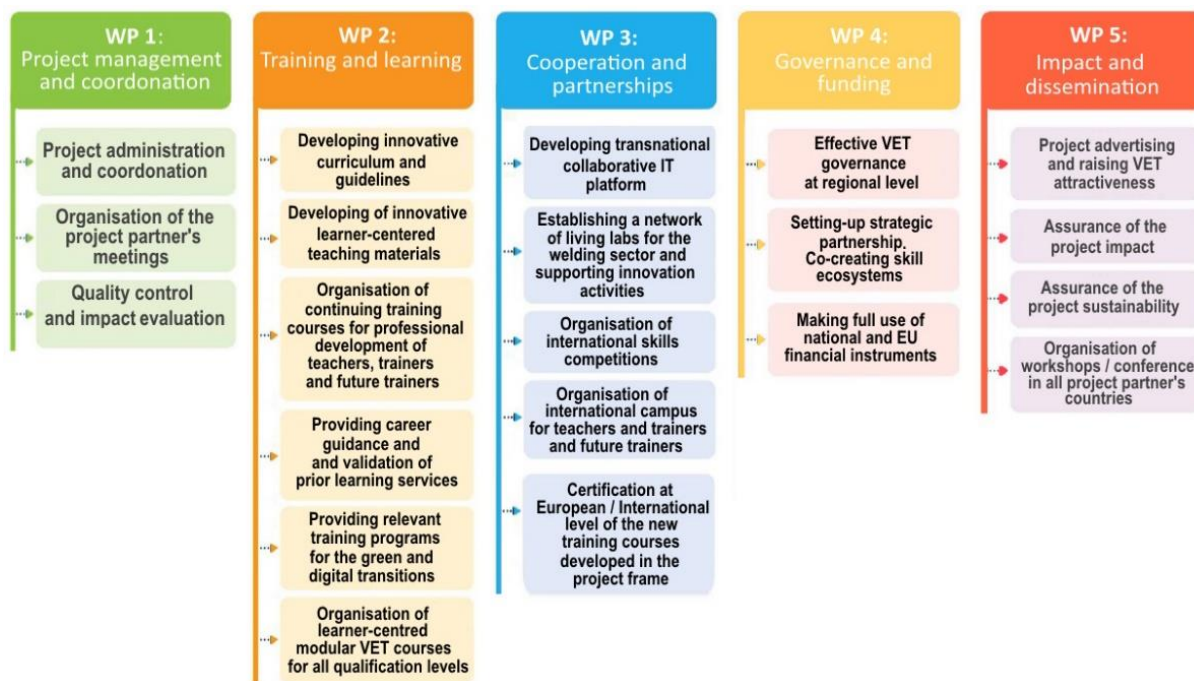 WP 1:
Project management
and coordonation
Project administration
and coordonation
Organisation of the
project partner's
meetings
Quality control
and impact evaluation
WP 2:
Training and learning
Developing innovative
curriculum and
guidelines
Developing of innovative
learner-centered
teaching materials
Organisation of
continuing training
courses for professional
development of
teachers, trainers
and future trainers
Providing career
guidance and
and validation of
prior learning services
Providing relevant
training programs
for the green and
digital transitions
Organisation of
learner-centred
modular VET courses
for all qualification levels
WP 3:
Cooperation and
partnerships
Developing transnational
collaborative IT
platform
Establishing a network
of living labs for the
welding sector and
supporting innovation
activities
Organisation of
international skills
competitions
Organisation of
international campus
for teachers and trainers
and future trainers
Certification at
European / International
level of the new
training courses
developed in the
project frame
WP 4:
Governance and
funding
Effective VET
governance
at regional level
Setting-up strategic
partnership.
Co-creating skill
ecosystems
Making full use of
national and EU
financial instruments
WP 5:
Impact and
dissemination
Project advertising
and raising VET
attractiveness
Assurance of the
project impact
Assurance of the
project sustainability
Organisation of
workshops / conference
in all project partner's
countries